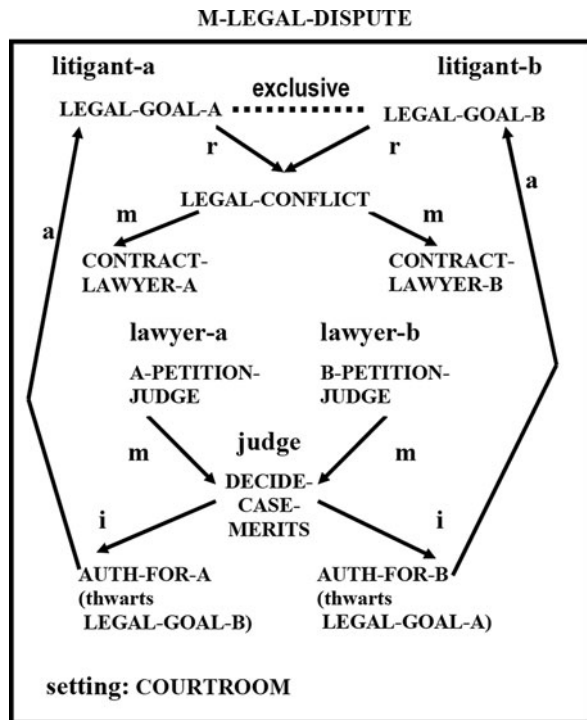 M-LEGAL-DISPUTE
litigant-a
litigant-b
exclusive
LEGAL-GOAL-A
LEGAL-GOAL-B
r
r
a
a
LEGAL-CONFLICT
m
m
CONTRACT-
LAWYER-A
CONTRACT-
LAWYER-B
lawyer-a
lawyer-b
A-PETITION-
JUDGE
B-PETITION-
JUDGE
judge
m
m
DECIDE-
CASE-
MERITS
i
i
AUTH-FOR-A
(thwarts
LEGAL-GOAL-B)
AUTH-FOR-B
(thwarts
LEGAL-GOAL-A)
setting: COURTROOM